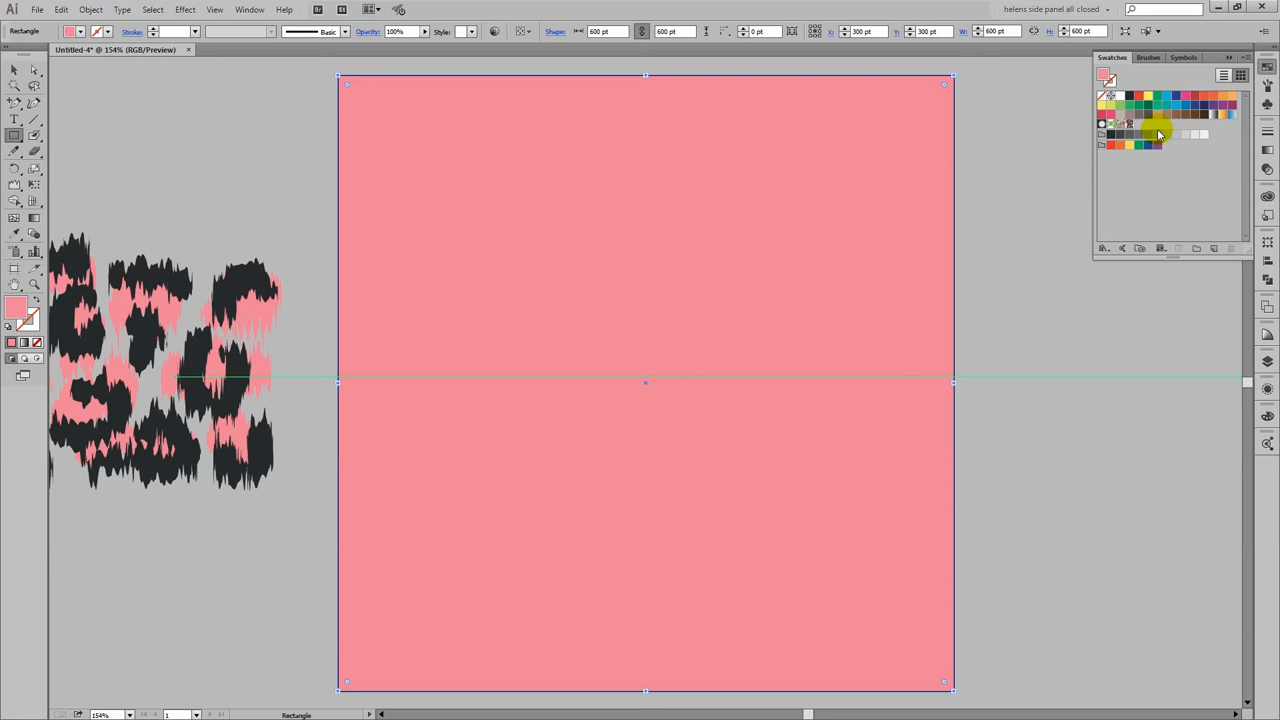 Ai File Edit Object Type Select Effect View Window Help Br St helens side panel all closed
Rectangle Stroke: Basic Opacity: 100% Style: Shape: 600 pt 600 pt 0 pt X: 300 pt Y: 300 pt W: 600 pt H: 600 pt
Untitled-4* @ 154% (RGB/Preview) ×
Swatches Brushes Symbols
154% 1 Rectangle